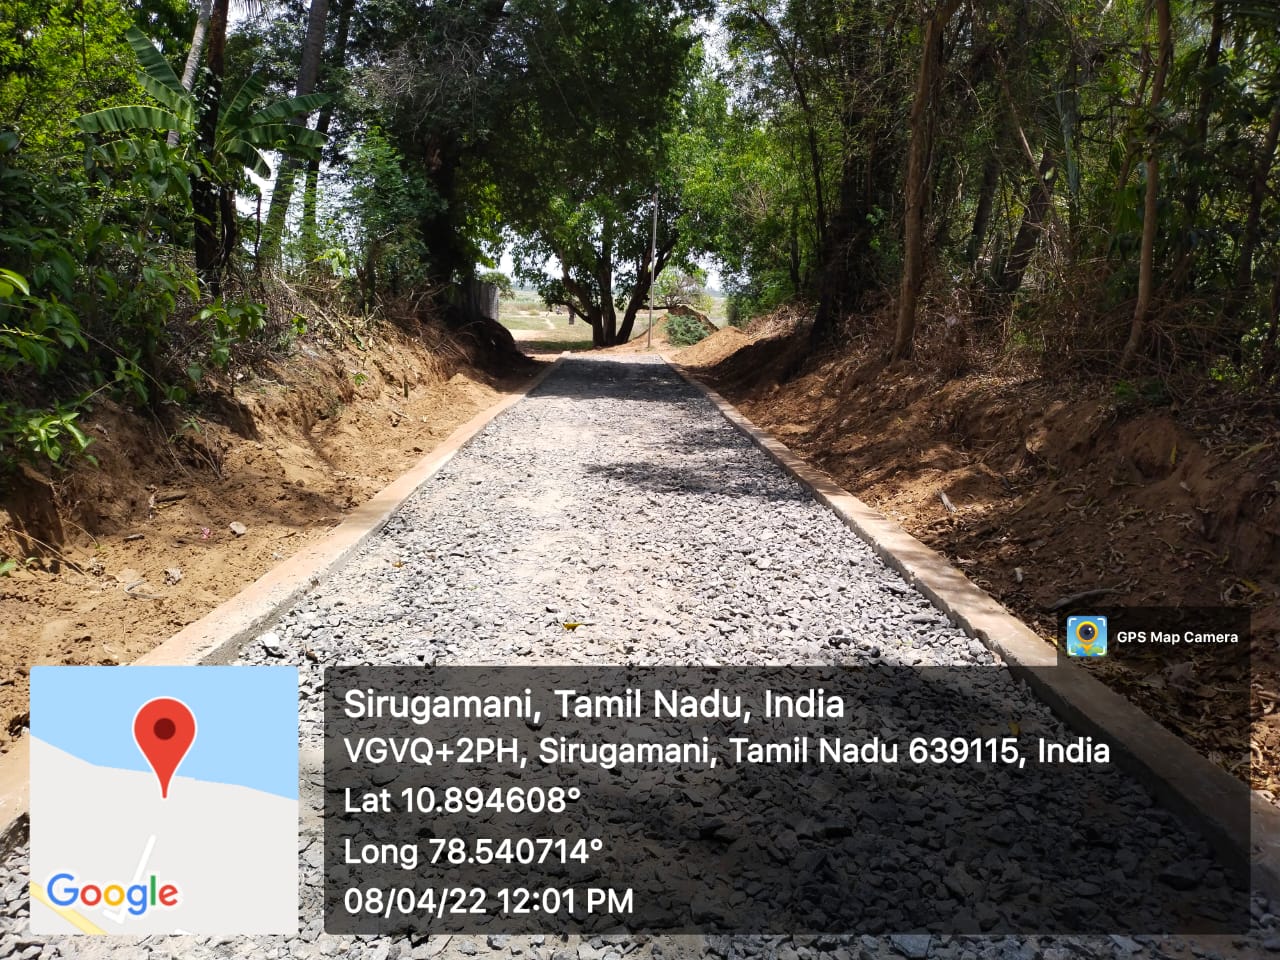 GPS Map Camera
Sirugamani, Tamil Nadu, India
VGVQ+2PH, Sirugamani, Tamil Nadu 639115, India
Lat 10.894608°
Long 78.540714°
08/04/22 12:01 PM
Google